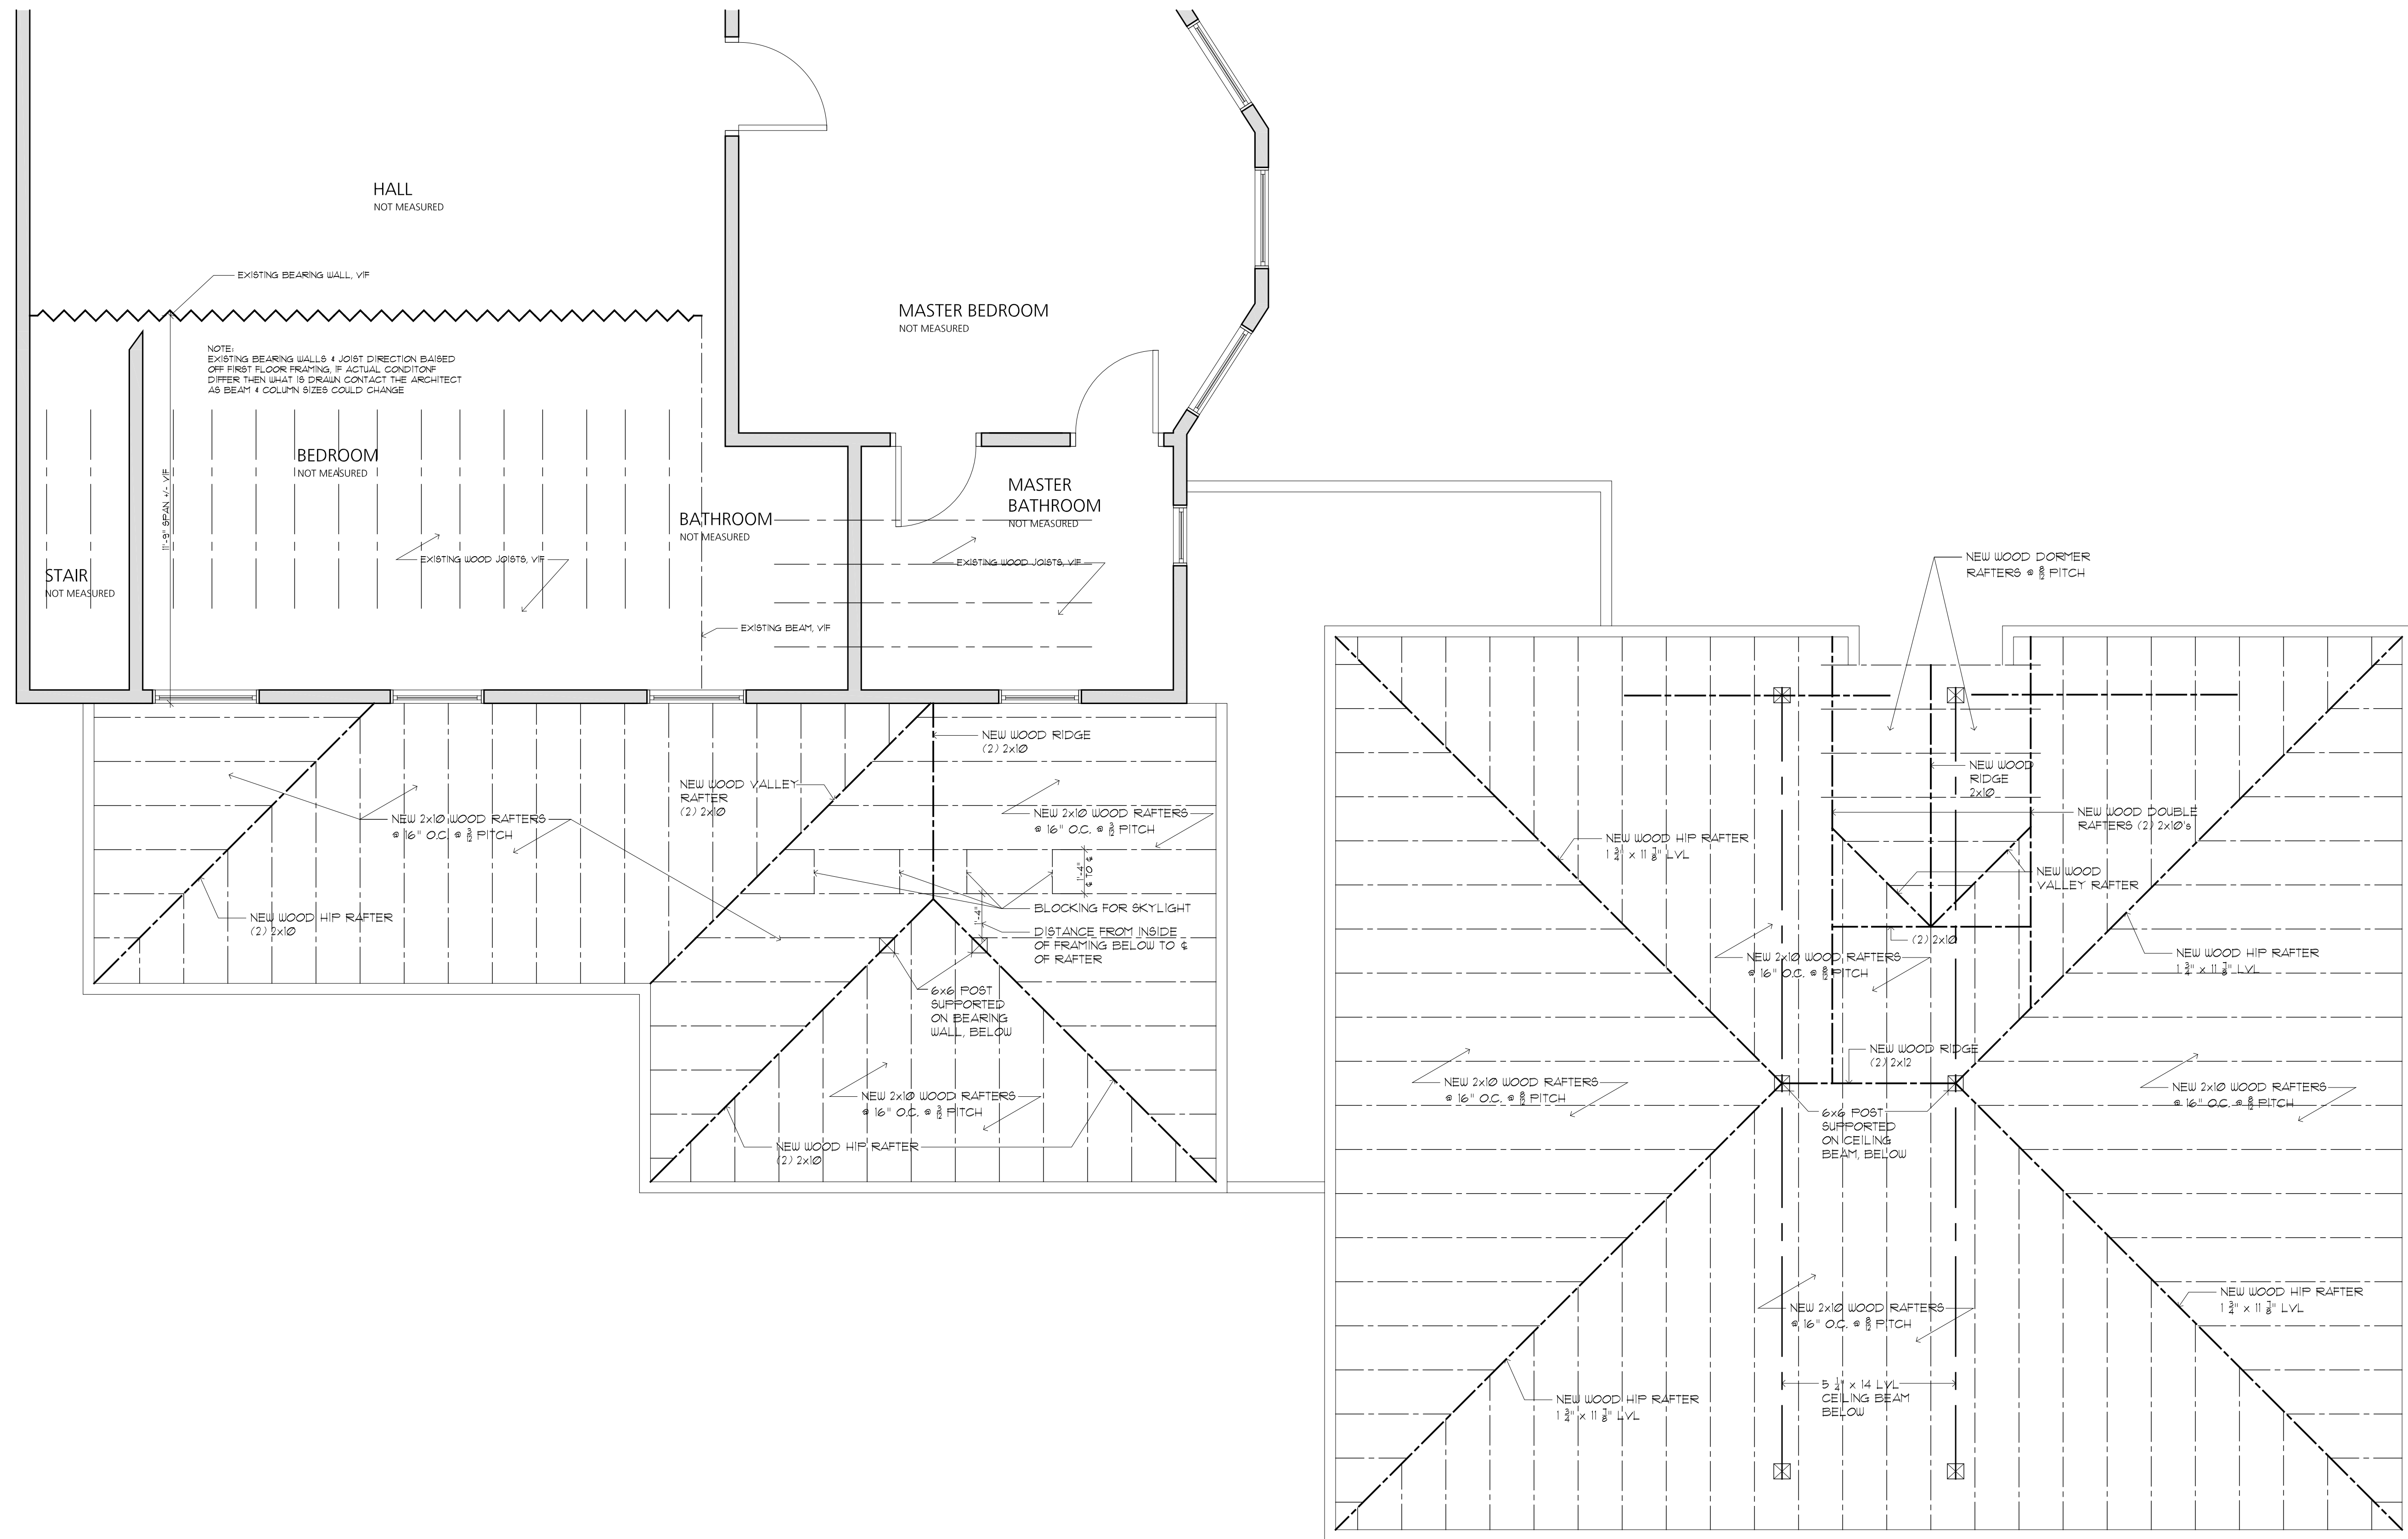 HALL
NOT MEASURED
EXISTING BEARING WALL, VIF
MASTER BEDROOM
NOT MEASURED
NOTE:
EXISTING BEARING WALLS & JOIST DIRECTION BAISED
OFF FIRST FLOOR FRAMING, IF ACTUAL CONDITONF
DIFFER THEN WHAT IS DRAWN CONTACT THE ARCHITECT
AS BEAM & COLUMN SIZES COULD CHANGE
BEDROOM
NOT MEASURED
11'-9" SPAN +/- VIF
MASTER
BATHROOM
NOT MEASURED
BATHROOM
NOT MEASURED
EXISTING WOOD JOISTS, VIF
EXISTING WOOD JOISTS, VIF
STAIR
NOT MEASURED
EXISTING BEAM, VIF
NEW WOOD DORMER
RAFTERS @ 8/12 PITCH
NEW WOOD RIDGE
(2) 2x10
NEW WOOD VALLEY
RAFTER
(2) 2x10
NEW 2x10 WOOD RAFTERS
@ 16" O.C. @ 3/12 PITCH
NEW 2x10 WOOD RAFTERS
@ 16" O.C. @ 3/12 PITCH
1'-4"
℄ TO ℄
NEW WOOD HIP RAFTER
(2) 2x10
BLOCKING FOR SKYLIGHT
1'-4"
DISTANCE FROM INSIDE
OF FRAMING BELOW TO ℄
OF RAFTER
6x6 POST
SUPPORTED
ON BEARING
WALL, BELOW
NEW 2x10 WOOD RAFTERS
@ 16" O.C. @ 3/12 PITCH
NEW WOOD HIP RAFTER
(2) 2x10
NEW WOOD
RIDGE
2x10
NEW WOOD DOUBLE
RAFTERS (2) 2x10's
NEW WOOD HIP RAFTER
1 3/4" x 11 7/8" LVL
NEW WOOD
VALLEY RAFTER
(2) 2x10
NEW 2x10 WOOD RAFTERS
@ 16" O.C. @ 8/12 PITCH
NEW WOOD HIP RAFTER
1 3/4" x 11 7/8" LVL
NEW WOOD RIDGE
(2) 2x12
NEW 2x10 WOOD RAFTERS
@ 16" O.C. @ 8/12 PITCH
NEW 2x10 WOOD RAFTERS
@ 16" O.C. @ 8/12 PITCH
6x6 POST
SUPPORTED
ON CEILING
BEAM, BELOW
NEW 2x10 WOOD RAFTERS
@ 16" O.C. @ 8/12 PITCH
NEW WOOD HIP RAFTER
1 3/4" x 11 7/8" LVL
5 1/4" x 14 LVL
CEILING BEAM
BELOW
NEW WOOD HIP RAFTER
1 3/4" x 11 7/8" LVL